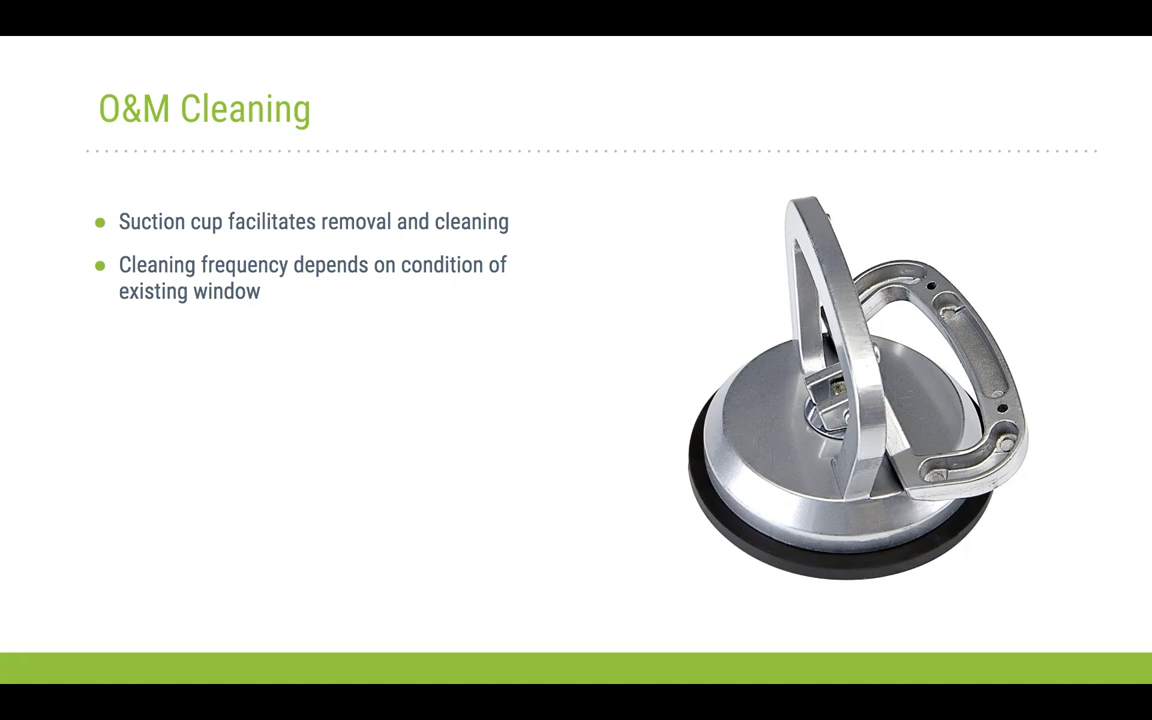 O&M Cleaning
Suction cup facilitates removal and cleaning
Cleaning frequency depends on condition of
existing window